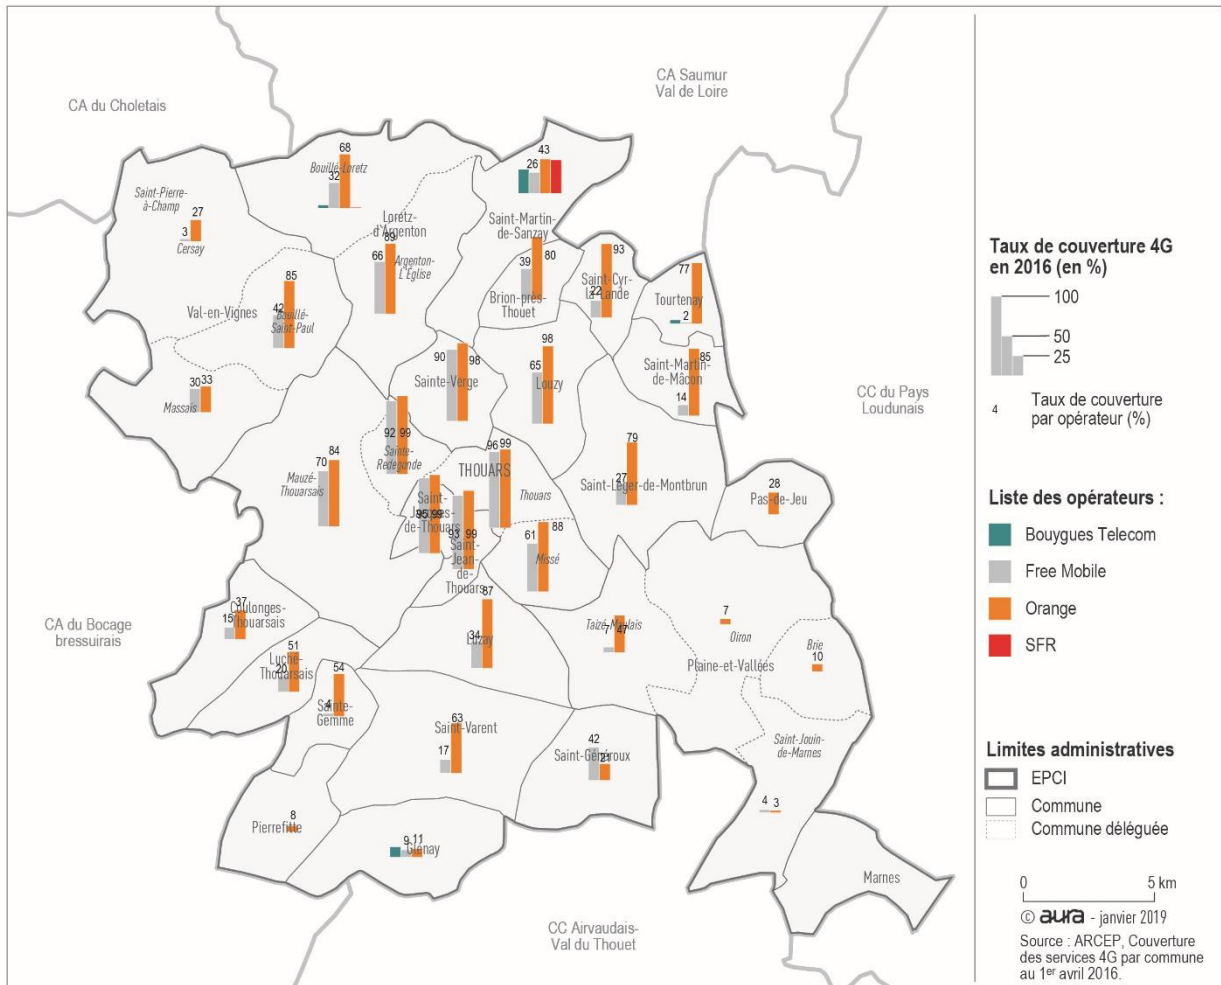 CA Saumur
Val de Loire
CA du Choletais
68
43
Bouillé-Loretz
26
32
Saint-Pierre-
à-Champ
27
3
Cersay
Loretz-
d'Argenton
Saint-Martin-
de-Sanzay
89
66
Argenton-
L'Église
39
80
93
Saint-Cyr-
la-Lande
22
77
Tourtenay
2
Brion-près-
Thouet
85
Val-en-Vignes
42
Bouillé-
Saint-Paul
90
98
Sainte-Verge
98
65
Louzy
Saint-Martin-
de-Mâcon
85
14
CC du Pays
Loudunais
30
33
Massais
92
99
Sainte-
Redegonde
96
99
THOUARS
Thouars
79
27
Saint-Léger-de-Montbrun
28
Pas-de-Jeu
84
70
Mauzé-
Thouarsais
Saint-
Jacques-
de-Thouars
95
99
93
99
Saint-
Jean-
de-
Thouars
88
61
Missé
CA du Bocage
bressuirais
37
Coulonges-
Thouarsais
15
87
34
Luzay
Taizé-Maulais
7
47
7
Oiron
Brie
10
Plaine-et-Vallées
51
Luché-
Thouarsais
20
54
4
Sainte-
Gemme
63
Saint-Varent
17
42
Saint-Généroux
21
Saint-Jouin-
de-Marnes
4
3
8
Pierrefitte
9
11
Glénay
Marnes
CC Airvaudais-
Val du Thouet
Taux de couverture 4G
en 2016 (en %)
100
50
25
4
Taux de couverture
par opérateur (%)
Liste des opérateurs :
Bouygues Telecom
Free Mobile
Orange
SFR
Limites administratives
EPCI
Commune
Commune déléguée
0
5 km
© aura - janvier 2019
Source : ARCEP, Couverture
des services 4G par commune
au 1er avril 2016.